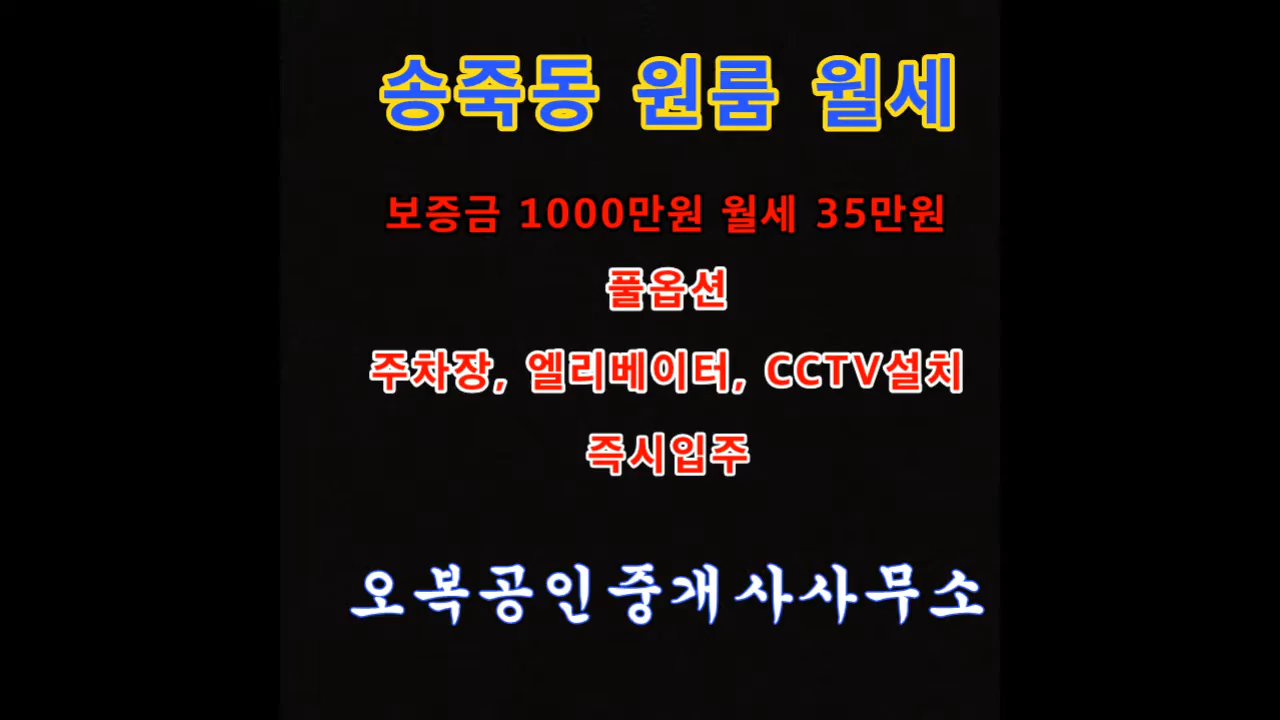 송죽동 원룸 월세
보증금 1000만원 월세 35만원
풀옵션
주차장, 엘리베이터, CCTV설치
즉시입주
오복공인중개사사무소